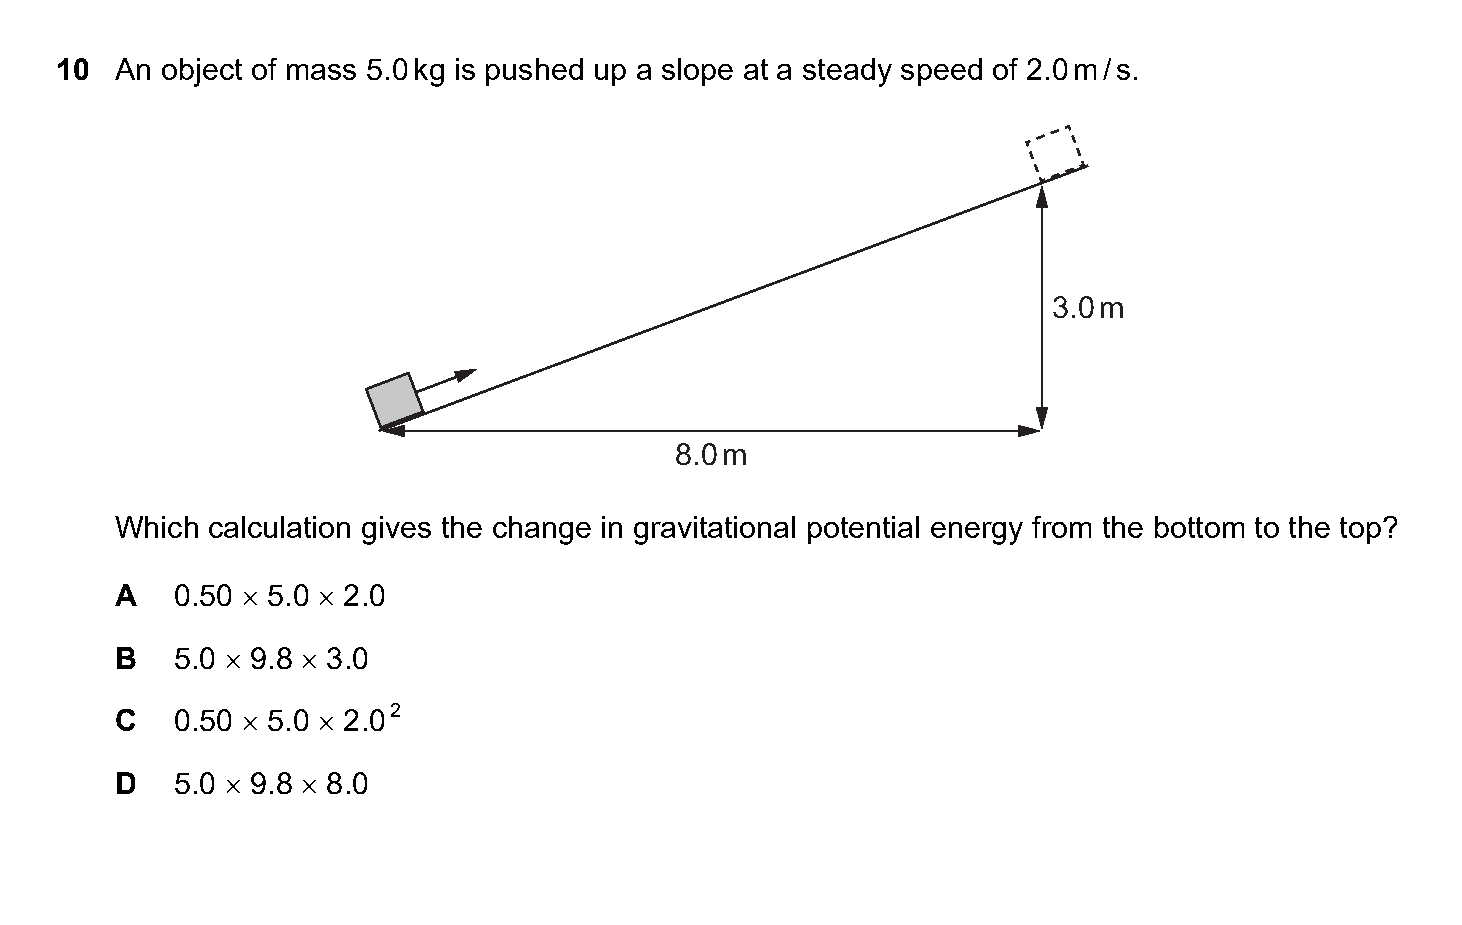 10 An object of mass 5.0 kg is pushed up a slope at a steady speed of 2.0 m / s.
3.0 m
8.0 m
Which calculation gives the change in gravitational potential energy from the bottom to the top?
A 0.50 × 5.0 × 2.0
B 5.0 × 9.8 × 3.0
C 0.50 × 5.0 × 2.0²
D 5.0 × 9.8 × 8.0